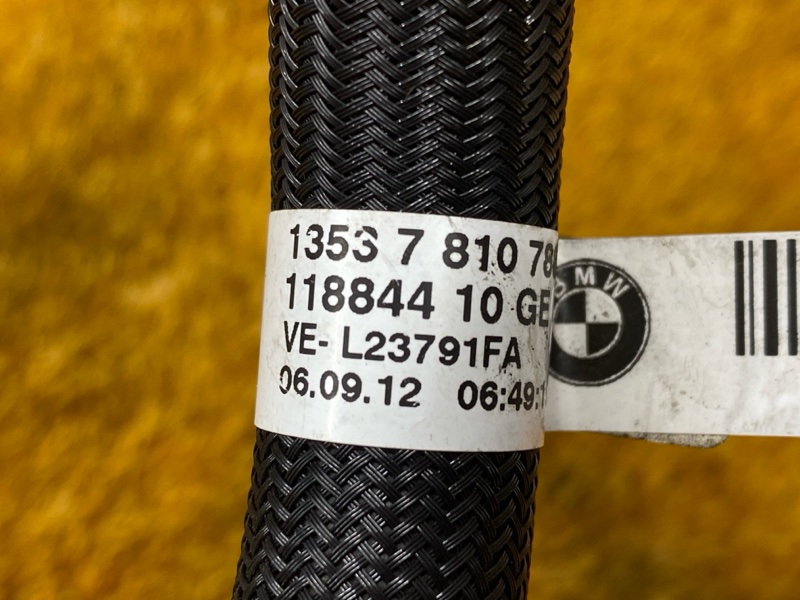 1353 7 810 78
118844 10 GE
VE- L23791FA
06.09.12 06:49:1
BMW